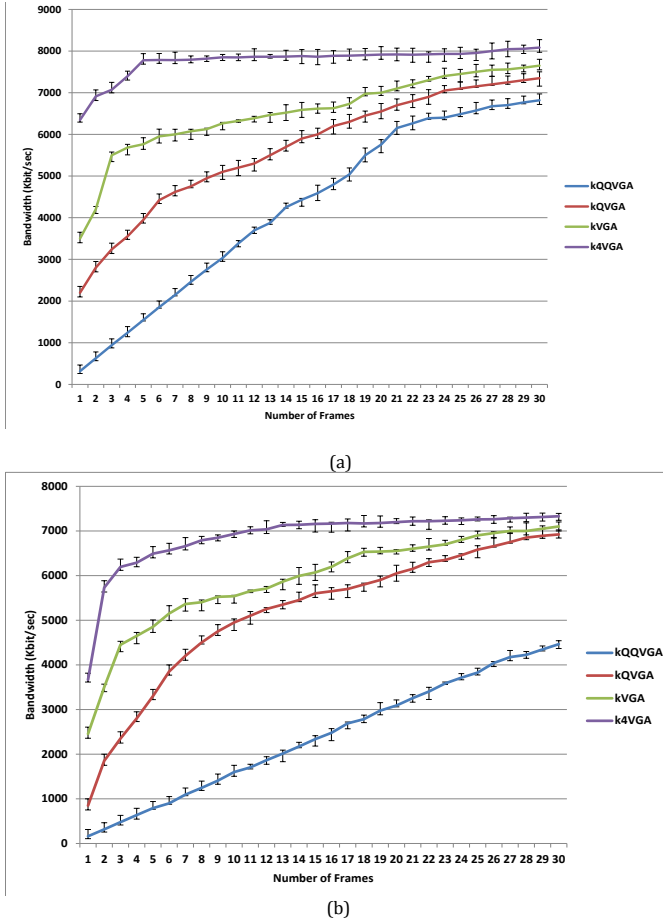 9000
8000
7000
6000
5000
4000
3000
2000
1000
0
Bandwidth (Kbit/sec)
1 2 3 4 5 6 7 8 9 10 11 12 13 14 15 16 17 18 19 20 21 22 23 24 25 26 27 28 29 30
Number of Frames
kQQVGA
kQVGA
kVGA
k4VGA
(a)
8000
7000
6000
5000
4000
3000
2000
1000
0
Bandwidth (Kbit/sec)
1 2 3 4 5 6 7 8 9 10 11 12 13 14 15 16 17 18 19 20 21 22 23 24 25 26 27 28 29 30
Number of Frames
kQQVGA
kQVGA
kVGA
k4VGA
(b)